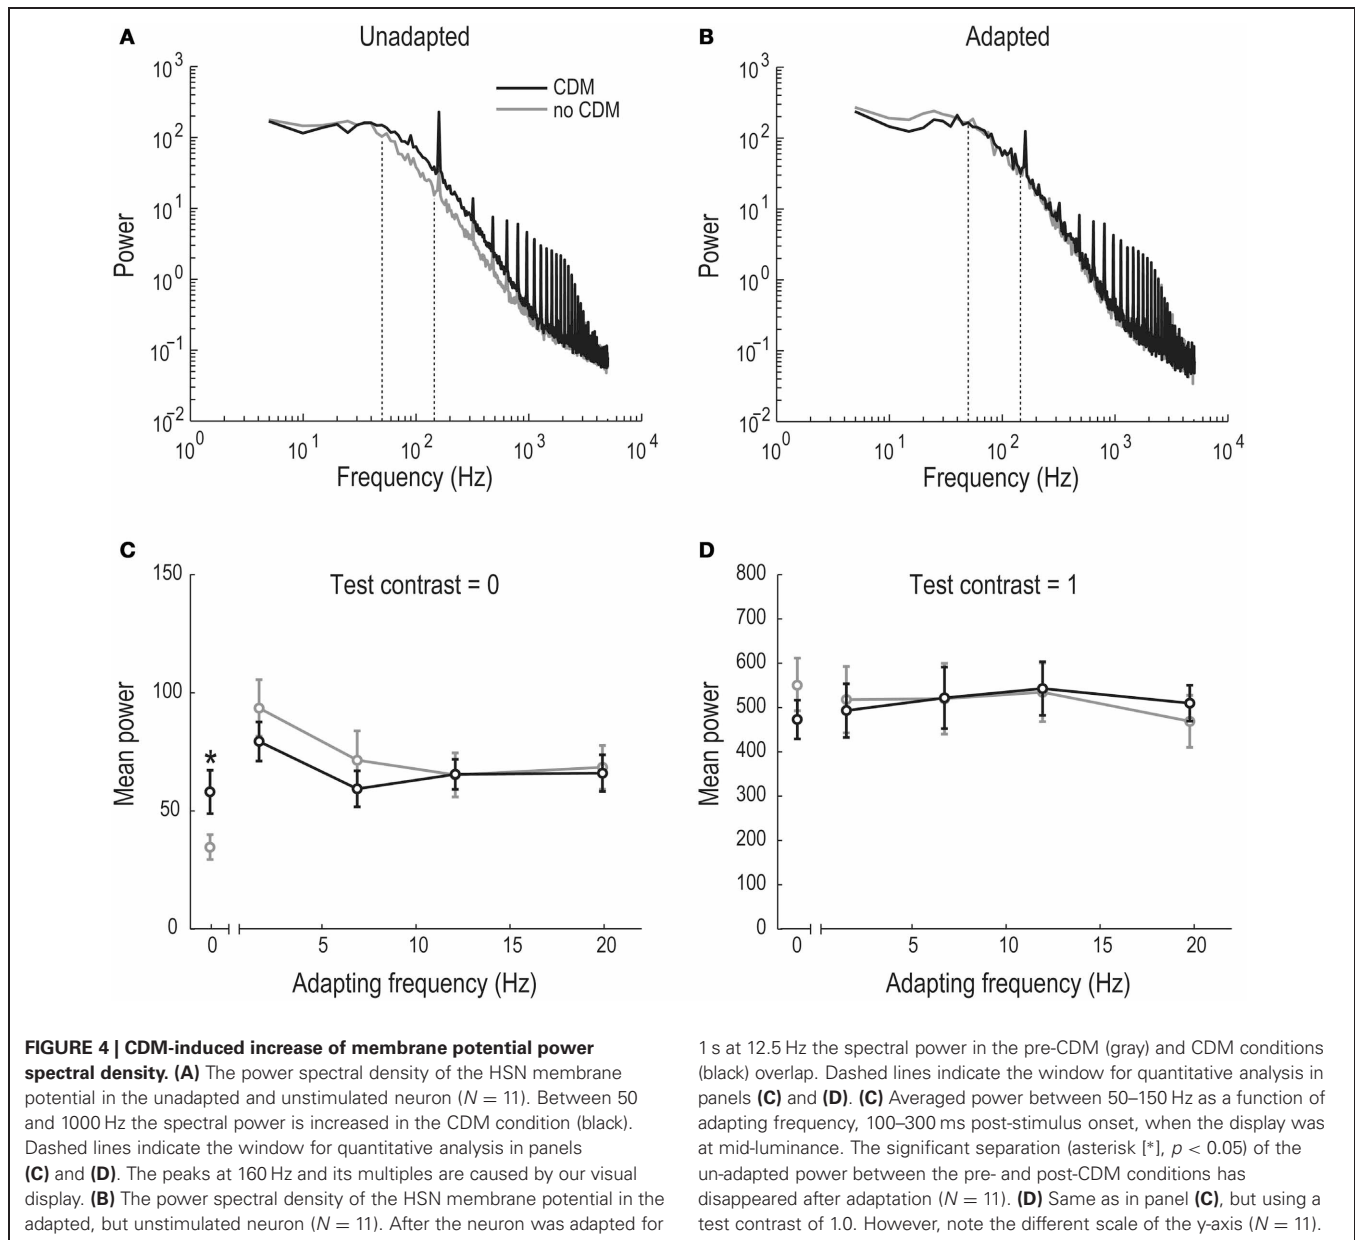 A
Unadapted
10^3
10^2
10^1
10^0
10^-1
10^-2
Power
CDM
no CDM
10^0
10^1
10^2
10^3
10^4
Frequency (Hz)
B
Adapted
10^3
10^2
10^1
10^0
10^-1
10^-2
Power
10^0
10^1
10^2
10^3
10^4
Frequency (Hz)
C
Test contrast = 0
150
100
50
0
Mean power
*
0
5
10
15
20
Adapting frequency (Hz)
D
Test contrast = 1
800
700
600
500
400
300
200
100
0
Mean power
0
5
10
15
20
Adapting frequency (Hz)
FIGURE 4 | CDM-induced increase of membrane potential power
spectral density. (A) The power spectral density of the HSN membrane
potential in the unadapted and unstimulated neuron (N = 11). Between 50
and 1000 Hz the spectral power is increased in the CDM condition (black).
Dashed lines indicate the window for quantitative analysis in panels
(C) and (D). The peaks at 160 Hz and its multiples are caused by our visual
display. (B) The power spectral density of the HSN membrane potential in the
adapted, but unstimulated neuron (N = 11). After the neuron was adapted for
1 s at 12.5 Hz the spectral power in the pre-CDM (gray) and CDM conditions
(black) overlap. Dashed lines indicate the window for quantitative analysis in
panels (C) and (D). (C) Averaged power between 50–150 Hz as a function of
adapting frequency, 100–300 ms post-stimulus onset, when the display was
at mid-luminance. The significant separation (asterisk [*], p < 0.05) of the
un-adapted power between the pre- and post-CDM conditions has
disappeared after adaptation (N = 11). (D) Same as in panel (C), but using a
test contrast of 1.0. However, note the different scale of the y-axis (N = 11).